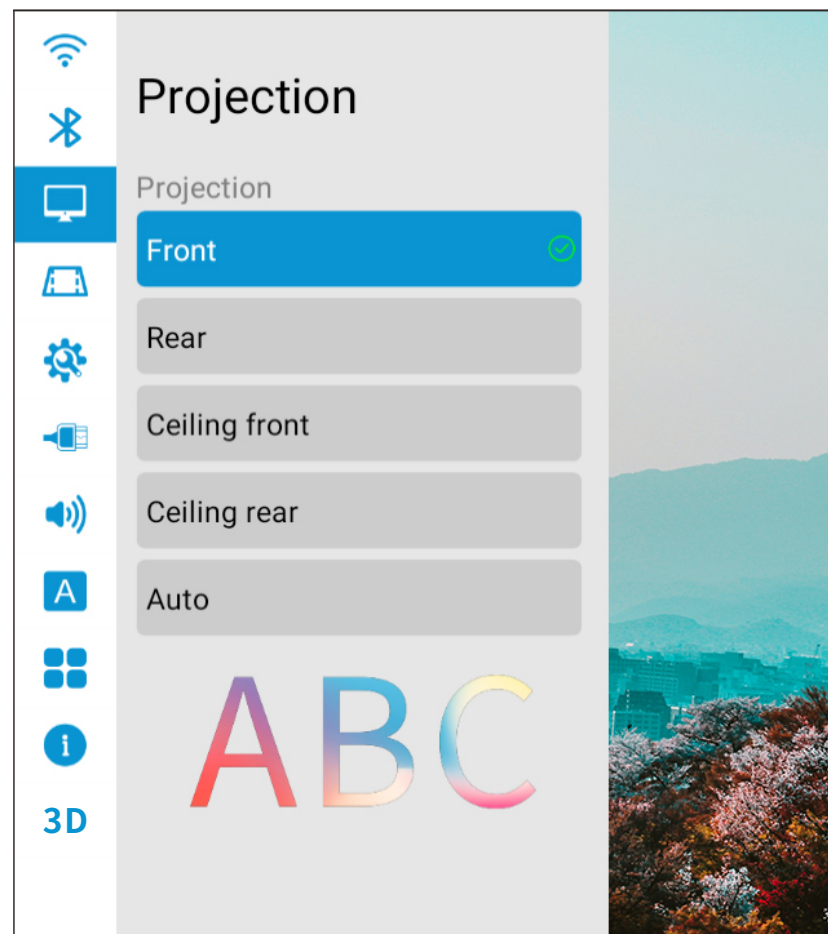 Projection
Projection
Front
Rear
Ceiling front
Ceiling rear
Auto
A
ABC
3D